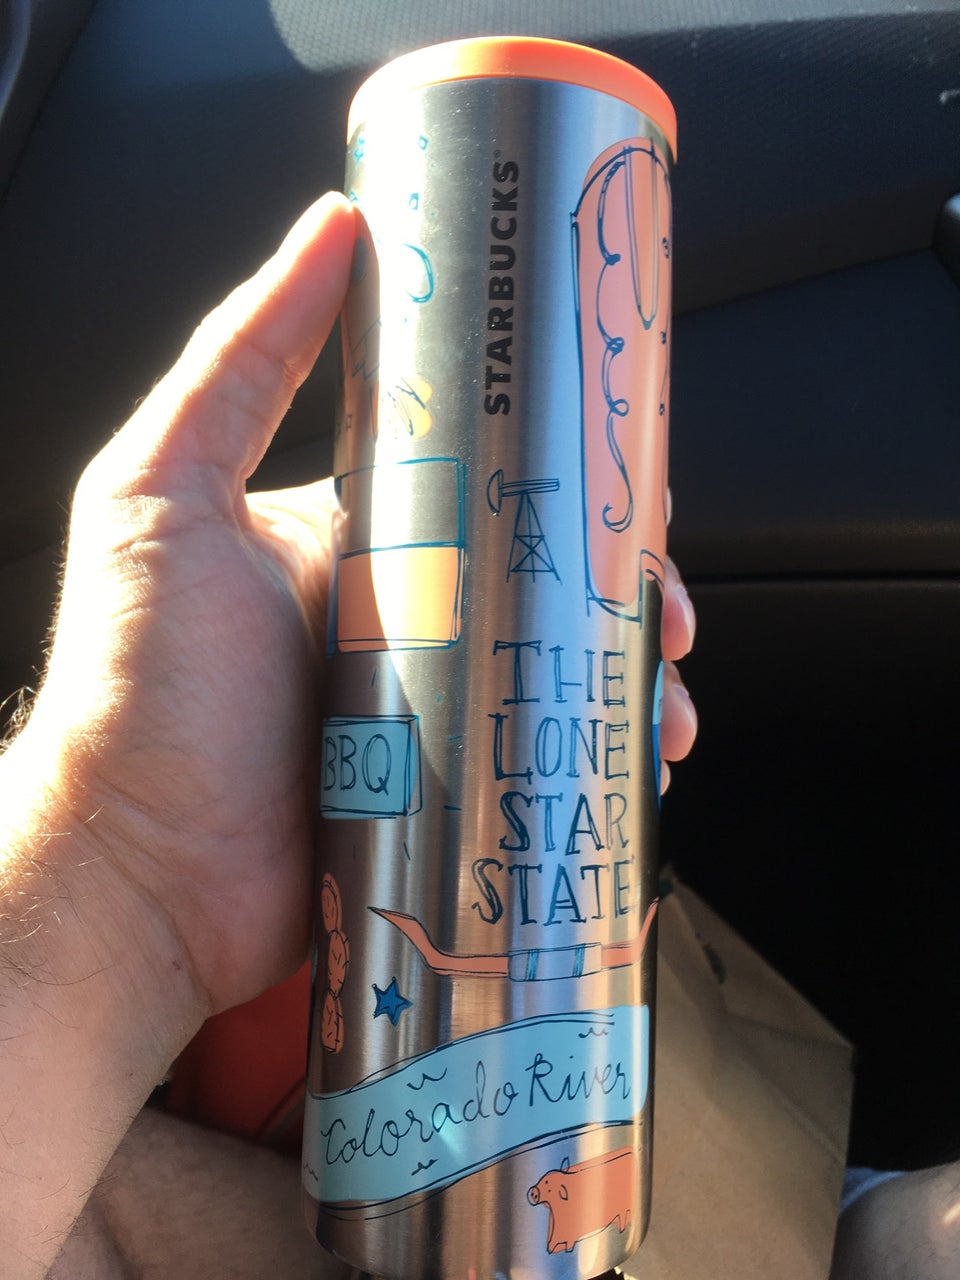 STARBUCKS®
THE
LONE
STAR
STATE
BBQ
Colorado River